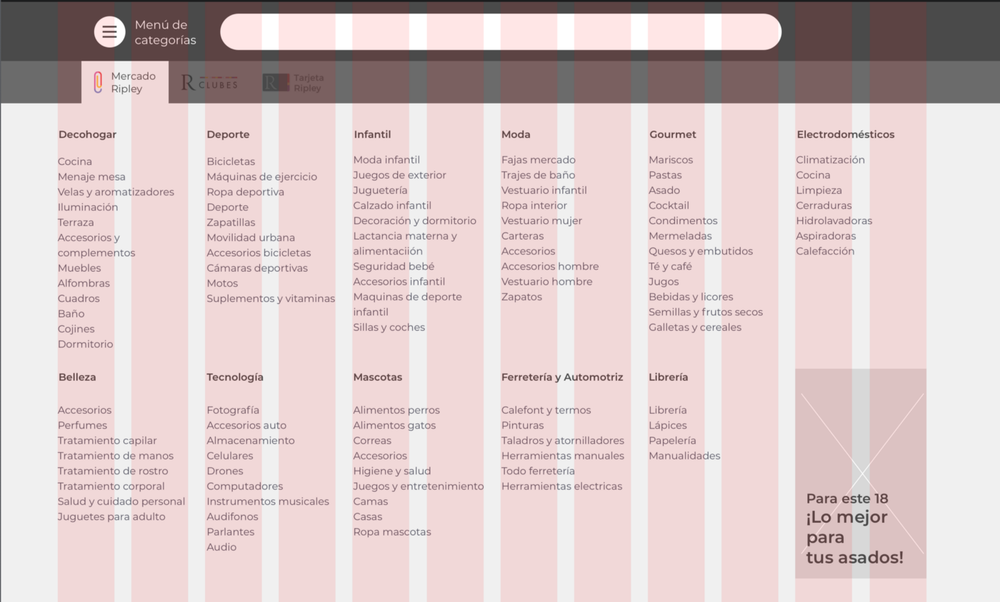 Menú de
categorías
Mercado
Ripley
R CLUBES
R
Tarjeta
Ripley
Decohogar
Cocina
Menaje mesa
Velas y aromatizadores
Iluminación
Terraza
Accesorios y
complementos
Muebles
Alfombras
Cuadros
Baño
Cojines
Dormitorio
Deporte
Bicicletas
Máquinas de ejercicio
Ropa deportiva
Deporte
Zapatillas
Movilidad urbana
Accesorios bicicletas
Cámaras deportivas
Motos
Suplementos y vitaminas
Infantil
Moda infantil
Juegos de exterior
Juguetería
Calzado infantil
Decoración y dormitorio
Lactancia materna y
alimentaciión
Seguridad bebé
Accesorios infantil
Maquinas de deporte
infantil
Sillas y coches
Moda
Fajas mercado
Trajes de baño
Vestuario infantil
Ropa interior
Vestuario mujer
Carteras
Accesorios
Accesorios hombre
Vestuario hombre
Zapatos
Gourmet
Mariscos
Pastas
Asado
Cocktail
Condimentos
Mermeladas
Quesos y embutidos
Té y café
Jugos
Bebidas y licores
Semillas y frutos secos
Galletas y cereales
Electrodomésticos
Climatización
Cocina
Limpieza
Cerraduras
Hidrolavadoras
Aspiradoras
Calefacción
Belleza
Accesorios
Perfumes
Tratamiento capilar
Tratamiento de manos
Tratamiento de rostro
Tratamiento corporal
Salud y cuidado personal
Juguetes para adulto
Tecnología
Fotografía
Accesorios auto
Almacenamiento
Celulares
Drones
Computadores
Instrumentos musicales
Audifonos
Parlantes
Audio
Mascotas
Alimentos perros
Alimentos gatos
Correas
Accesorios
Higiene y salud
Juegos y entretenimiento
Camas
Casas
Ropa mascotas
Ferretería y Automotriz
Calefont y termos
Pinturas
Taladros y atornilladores
Herramientas manuales
Todo ferretería
Herramientas electricas
Librería
Librería
Lápices
Papelería
Manualidades
Para este 18
¡Lo mejor
para
tus asados!